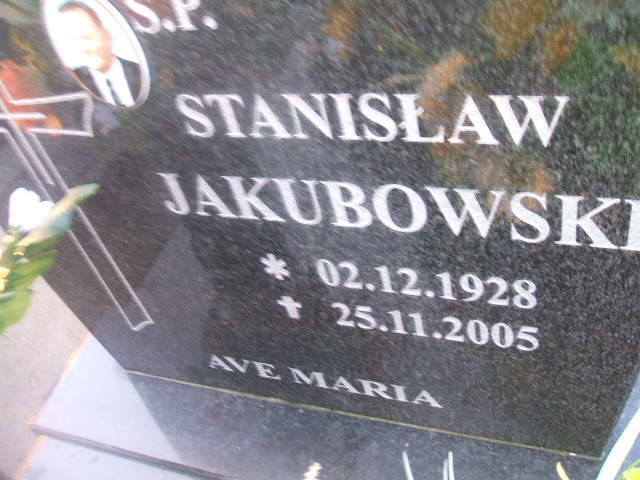 Ś.P.
STANISŁAW
JAKUBOWSKI
* 02.12.1928
✝ 25.11.2005
AVE MARIA